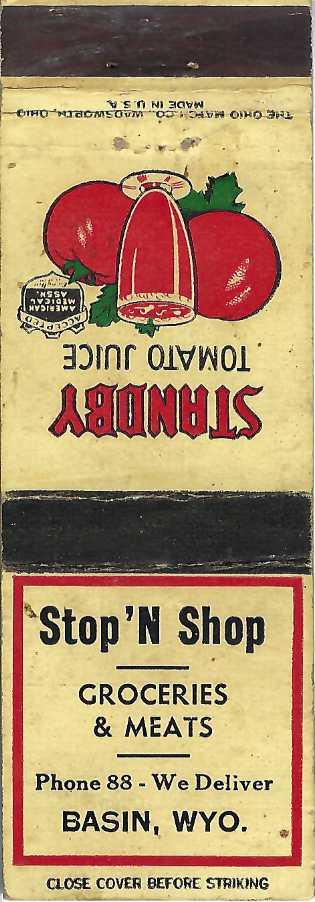 THE OHIO MATCH CO., WADSWORTH, OHIO
MADE IN U.S.A.
ACCEPTED
AMERICAN
MEDICAL
ASSN.
STANDBY
TOMATO JUICE
Stop 'N Shop
GROCERIES
& MEATS
Phone 88 - We Deliver
BASIN, WYO.
CLOSE COVER BEFORE STRIKING